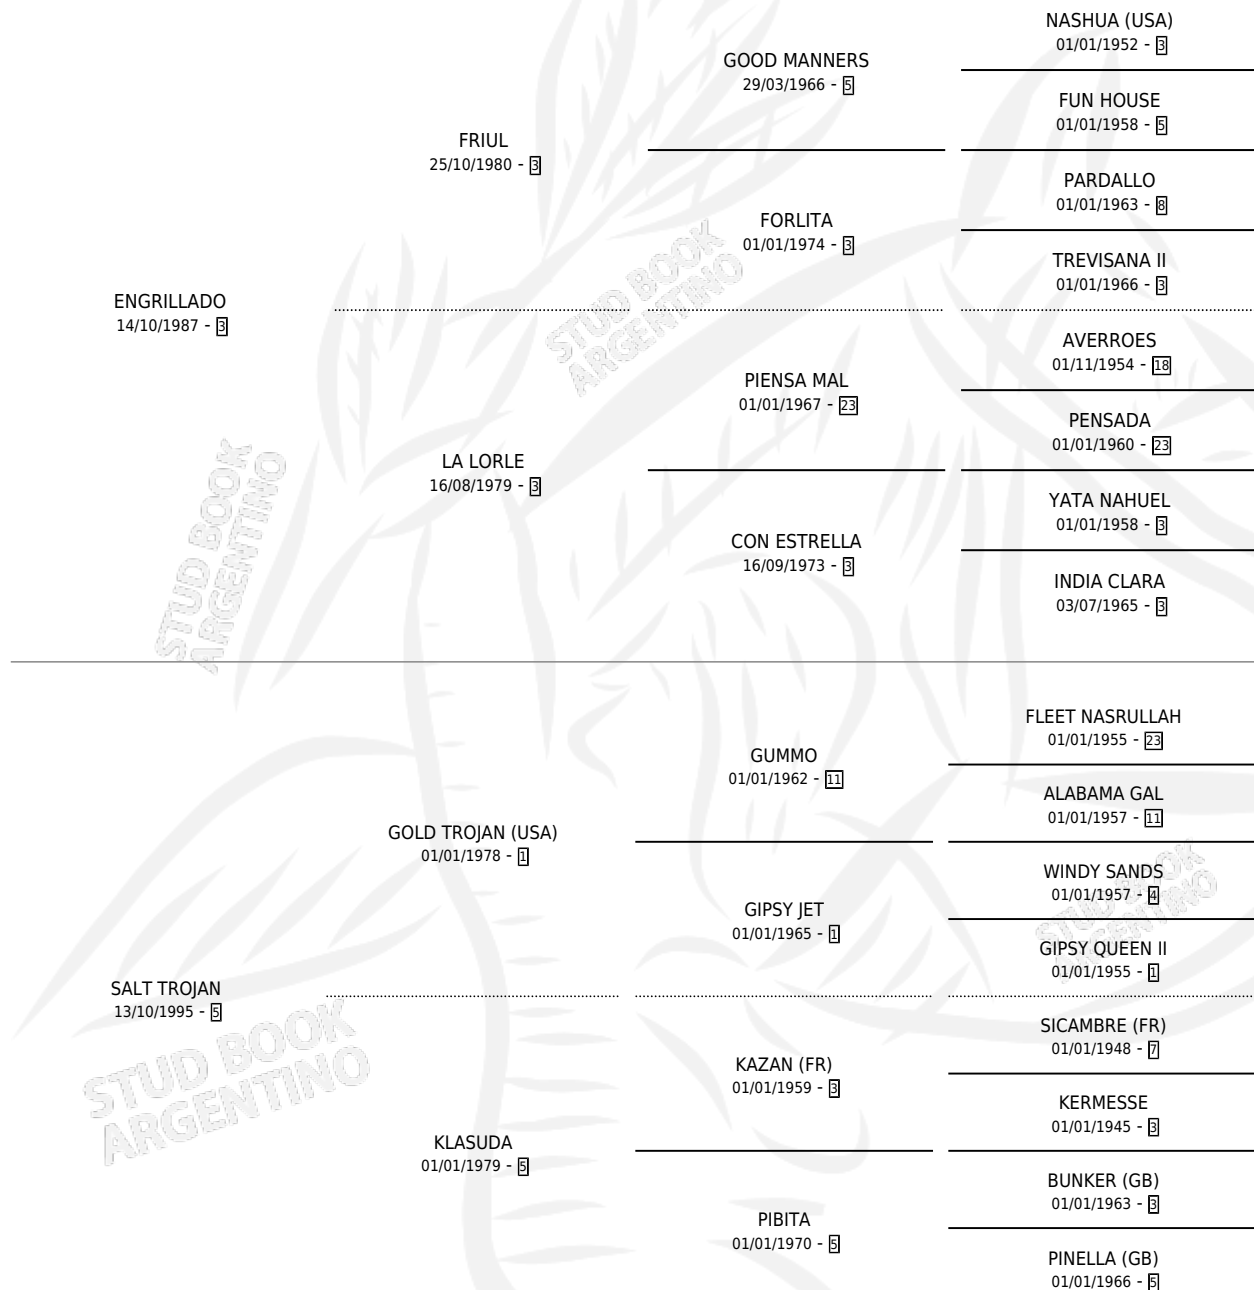 NASHUA (USA)
01/01/1952 - 3
GOOD MANNERS
29/03/1966 - 5
FUN HOUSE
01/01/1958 - 5
FRIUL
25/10/1980 - 3
PARDALLO
01/01/1963 - 8
FORLITA
01/01/1974 - 3
TREVISANA II
01/01/1966 - 3
ENGRILLADO
14/10/1987 - 3
AVERROES
01/11/1954 - 18
PIENSA MAL
01/01/1967 - 23
PENSADA
01/01/1960 - 23
LA LORLE
16/08/1979 - 3
YATA NAHUEL
01/01/1958 - 3
CON ESTRELLA
16/09/1973 - 3
INDIA CLARA
03/07/1965 - 3
FLEET NASRULLAH
01/01/1955 - 23
GUMMO
01/01/1962 - 11
ALABAMA GAL
01/01/1957 - 11
GOLD TROJAN (USA)
01/01/1978 - 1
WINDY SANDS
01/01/1957 - 4
GIPSY JET
01/01/1965 - 1
GIPSY QUEEN II
01/01/1955 - 1
SALT TROJAN
13/10/1995 - 5
SICAMBRE (FR)
01/01/1948 - 7
KAZAN (FR)
01/01/1959 - 3
KERMESSE
01/01/1945 - 3
KLASUDA
01/01/1979 - 5
BUNKER (GB)
01/01/1963 - 3
PIBITA
01/01/1970 - 5
PINELLA (GB)
01/01/1966 - 5
STUD BOOK
ARGENTINO
STUD BOOK
ARGENTINO
STUD BOOK
ARGENTINO
STUD BOOK
ARGENTINO